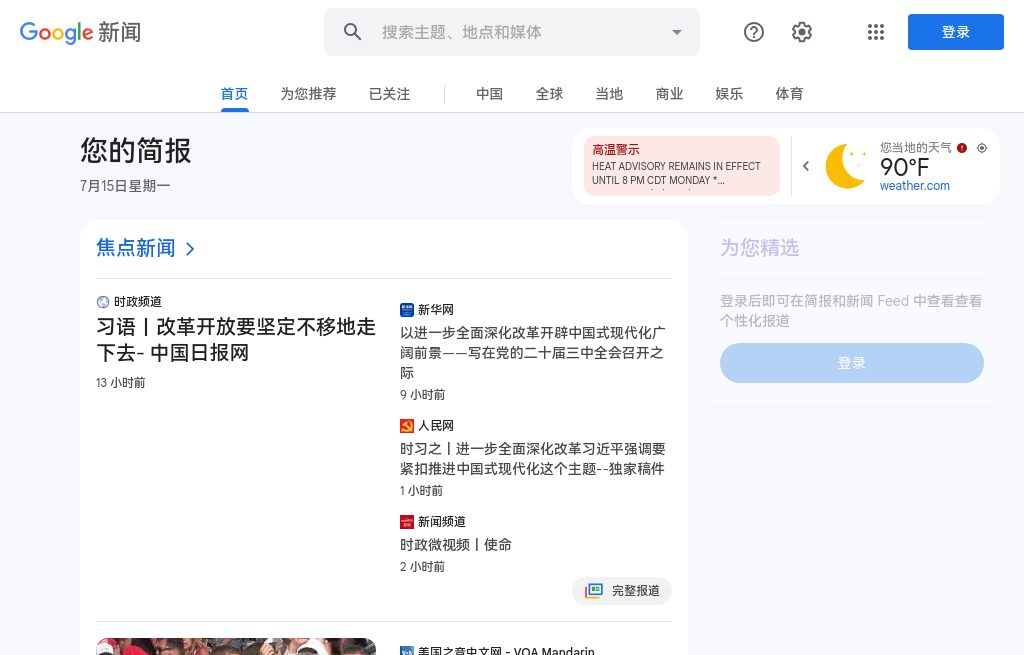 Google 新闻
搜索主题、地点和媒体
登录
首页
为您推荐
已关注
中国
全球
当地
商业
娱乐
体育
您的简报
7月15日星期一
高温警示
HEAT ADVISORY REMAINS IN EFFECT
UNTIL 8 PM CDT MONDAY *...
您当地的天气
90°F
weather.com
焦点新闻
时政频道
习语丨改革开放要坚定不移地走
下去- 中国日报网
13 小时前
新华网
以进一步全面深化改革开辟中国式现代化广
阔前景——写在党的二十届三中全会召开之
际
9 小时前
人民网
时习之丨进一步全面深化改革习近平强调要
紧扣推进中国式现代化这个主题--独家稿件
1 小时前
新闻频道
时政微视频丨使命
2 小时前
完整报道
美国之音中文网 - VOA Mandarin
为您精选
登录后即可在简报和新闻 Feed 中查看查看
个性化报道
登录